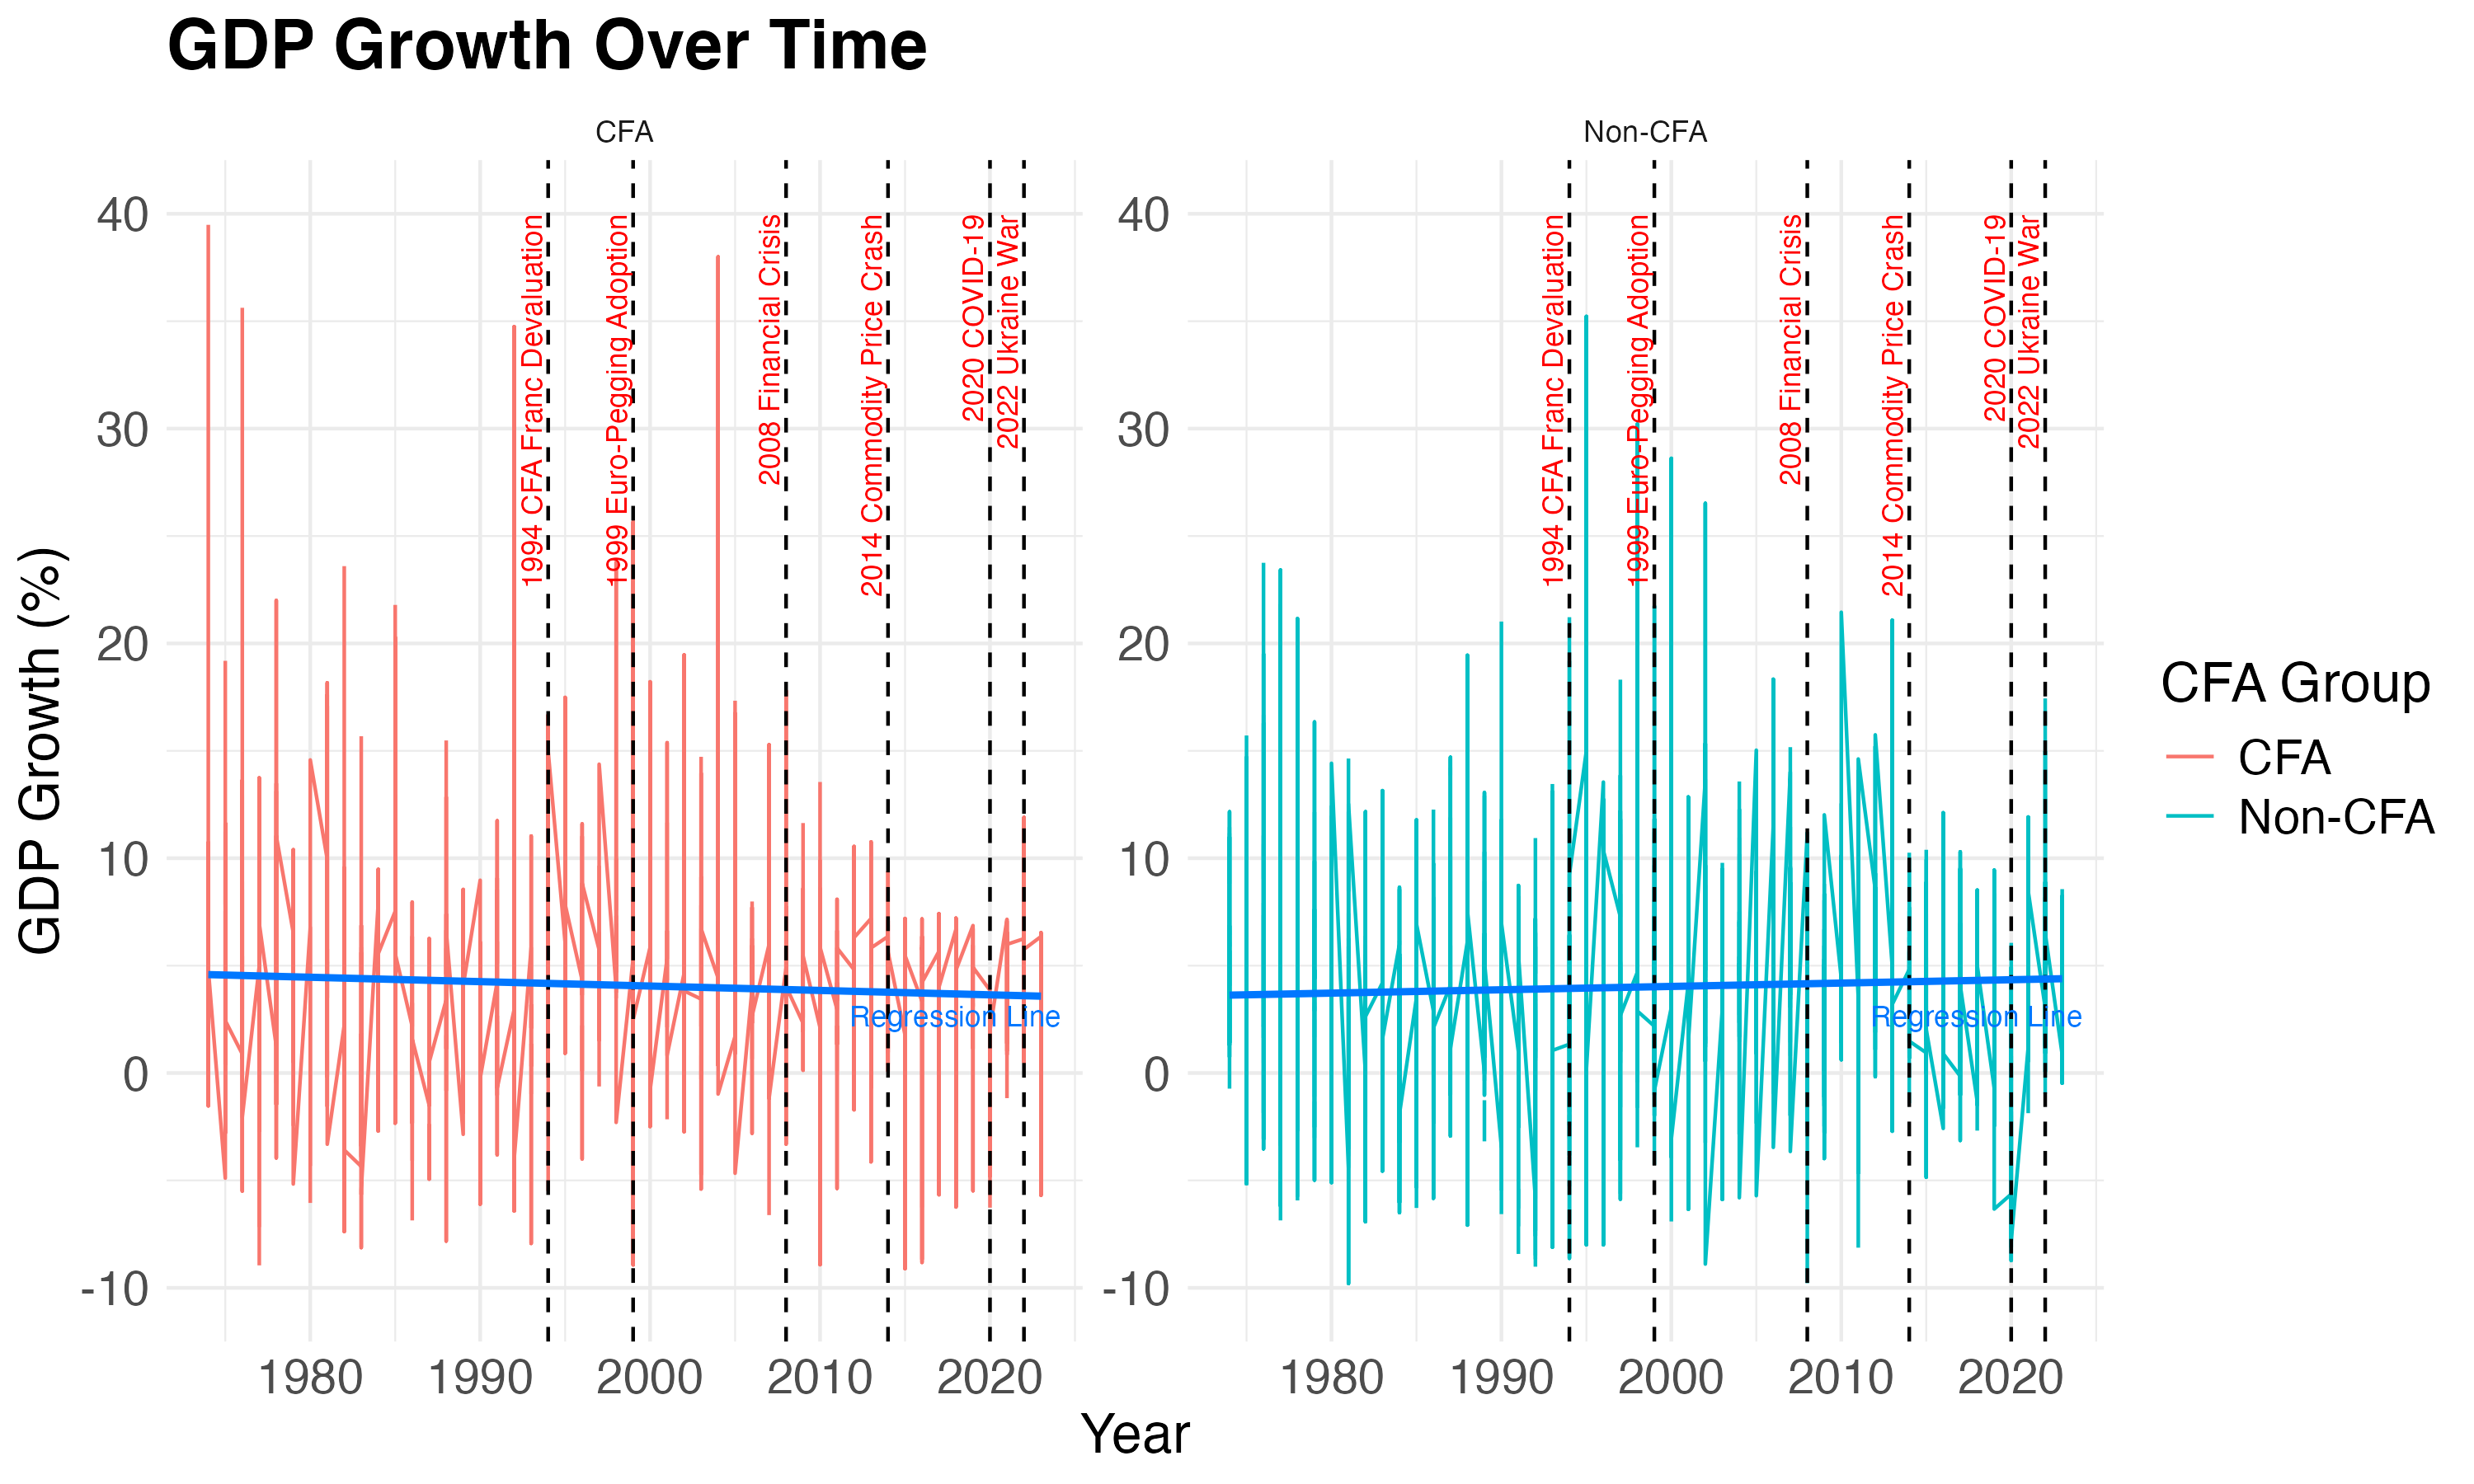 GDP Growth Over Time
CFA
Non-CFA
GDP Growth (%)
40
30
20
10
0
-10
1994 CFA Franc Devaluation
1999 Euro-Pegging Adoption
2008 Financial Crisis
2014 Commodity Price Crash
2020 COVID-19
2022 Ukraine War
Regression Line
1980
1990
2000
2010
2020
40
30
20
10
0
-10
1994 CFA Franc Devaluation
1999 Euro-Pegging Adoption
2008 Financial Crisis
2014 Commodity Price Crash
2020 COVID-19
2022 Ukraine War
Regression Line
1980
1990
2000
2010
2020
Year
CFA Group
CFA
Non-CFA